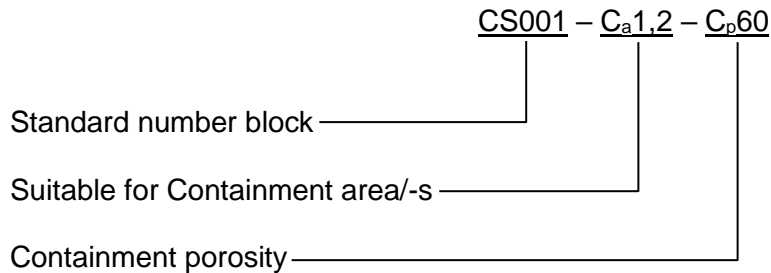 CS001 – Cₐ1,2 – Cₚ60
Standard number block
Suitable for Containment area/-s
Containment porosity